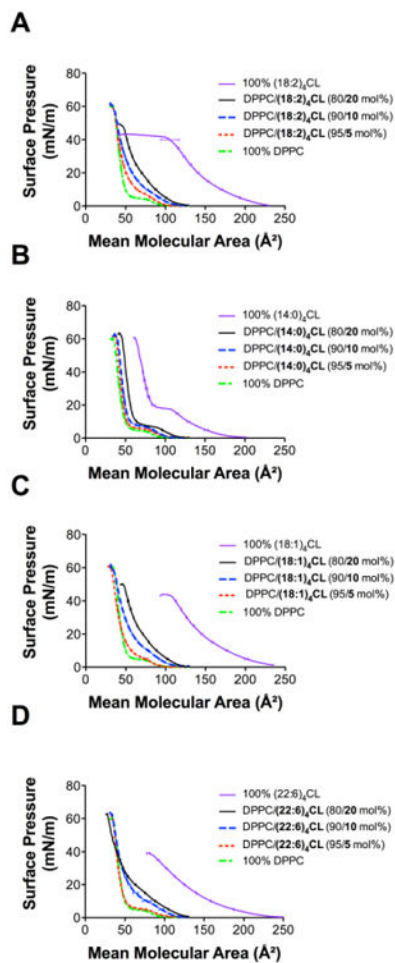 A
80
60
40
20
0
Surface Pressure
(mN/m)
100% (18:2)₄CL
DPPC/(18:2)₄CL (80/20 mol%)
DPPC/(18:2)₄CL (90/10 mol%)
DPPC/(18:2)₄CL (95/5 mol%)
100% DPPC
0 50 100 150 200 250
Mean Molecular Area (Å²)
B
80
60
40
20
0
Surface Pressure
(mN/m)
100% (14:0)₄CL
DPPC/(14:0)₄CL (80/20 mol%)
DPPC/(14:0)₄CL (90/10 mol%)
DPPC/(14:0)₄CL (95/5 mol%)
100% DPPC
0 50 100 150 200 250
Mean Molecular Area (Å²)
C
80
60
40
20
0
Surface Pressure
(mN/m)
100% (18:1)₄CL
DPPC/(18:1)₄CL (80/20 mol%)
DPPC/(18:1)₄CL (90/10 mol%)
DPPC/(18:1)₄CL (95/5 mol%)
100% DPPC
0 50 100 150 200 250
Mean Molecular Area (Å²)
D
80
60
40
20
0
Surface Pressure
(mN/m)
100% (22:6)₄CL
DPPC/(22:6)₄CL (80/20 mol%)
DPPC/(22:6)₄CL (90/10 mol%)
DPPC/(22:6)₄CL (95/5 mol%)
100% DPPC
0 50 100 150 200 250
Mean Molecular Area (Å²)